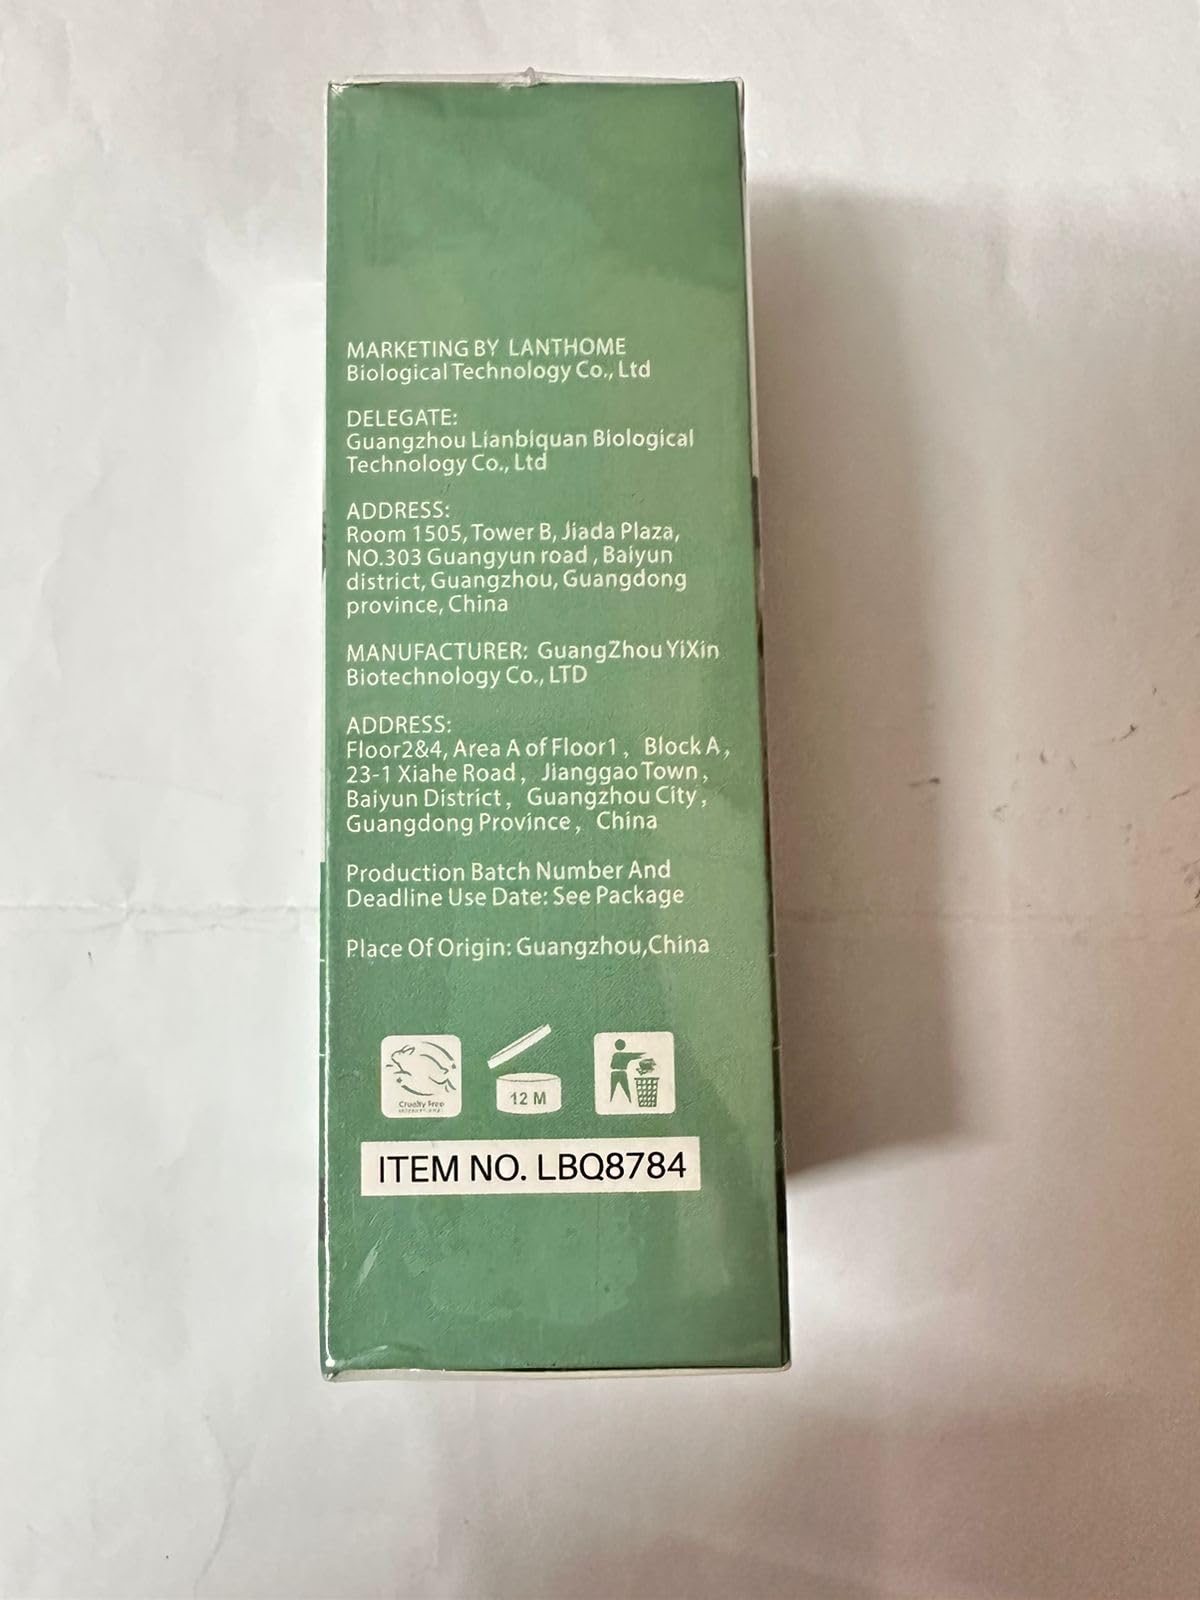 MARKETING BY LANTHOME
Biological Technology Co., Ltd
DELEGATE:
Guangzhou Lianbiquan Biological
Technology Co., Ltd
ADDRESS:
Room 1505, Tower B, Jiada Plaza,
NO.303 Guangyun road , Baiyun
district, Guangzhou, Guangdong
province, China
MANUFACTURER: GuangZhou YiXin
Biotechnology Co., LTD
ADDRESS:
Floor2&4, Area A of Floor1， Block A，
23-1 Xiahe Road， Jianggao Town，
Baiyun District， Guangzhou City，
Guangdong Province， China
Production Batch Number And
Deadline Use Date: See Package
Place Of Origin: Guangzhou,China
Cruelty Free
12 M
ITEM NO. LBQ8784